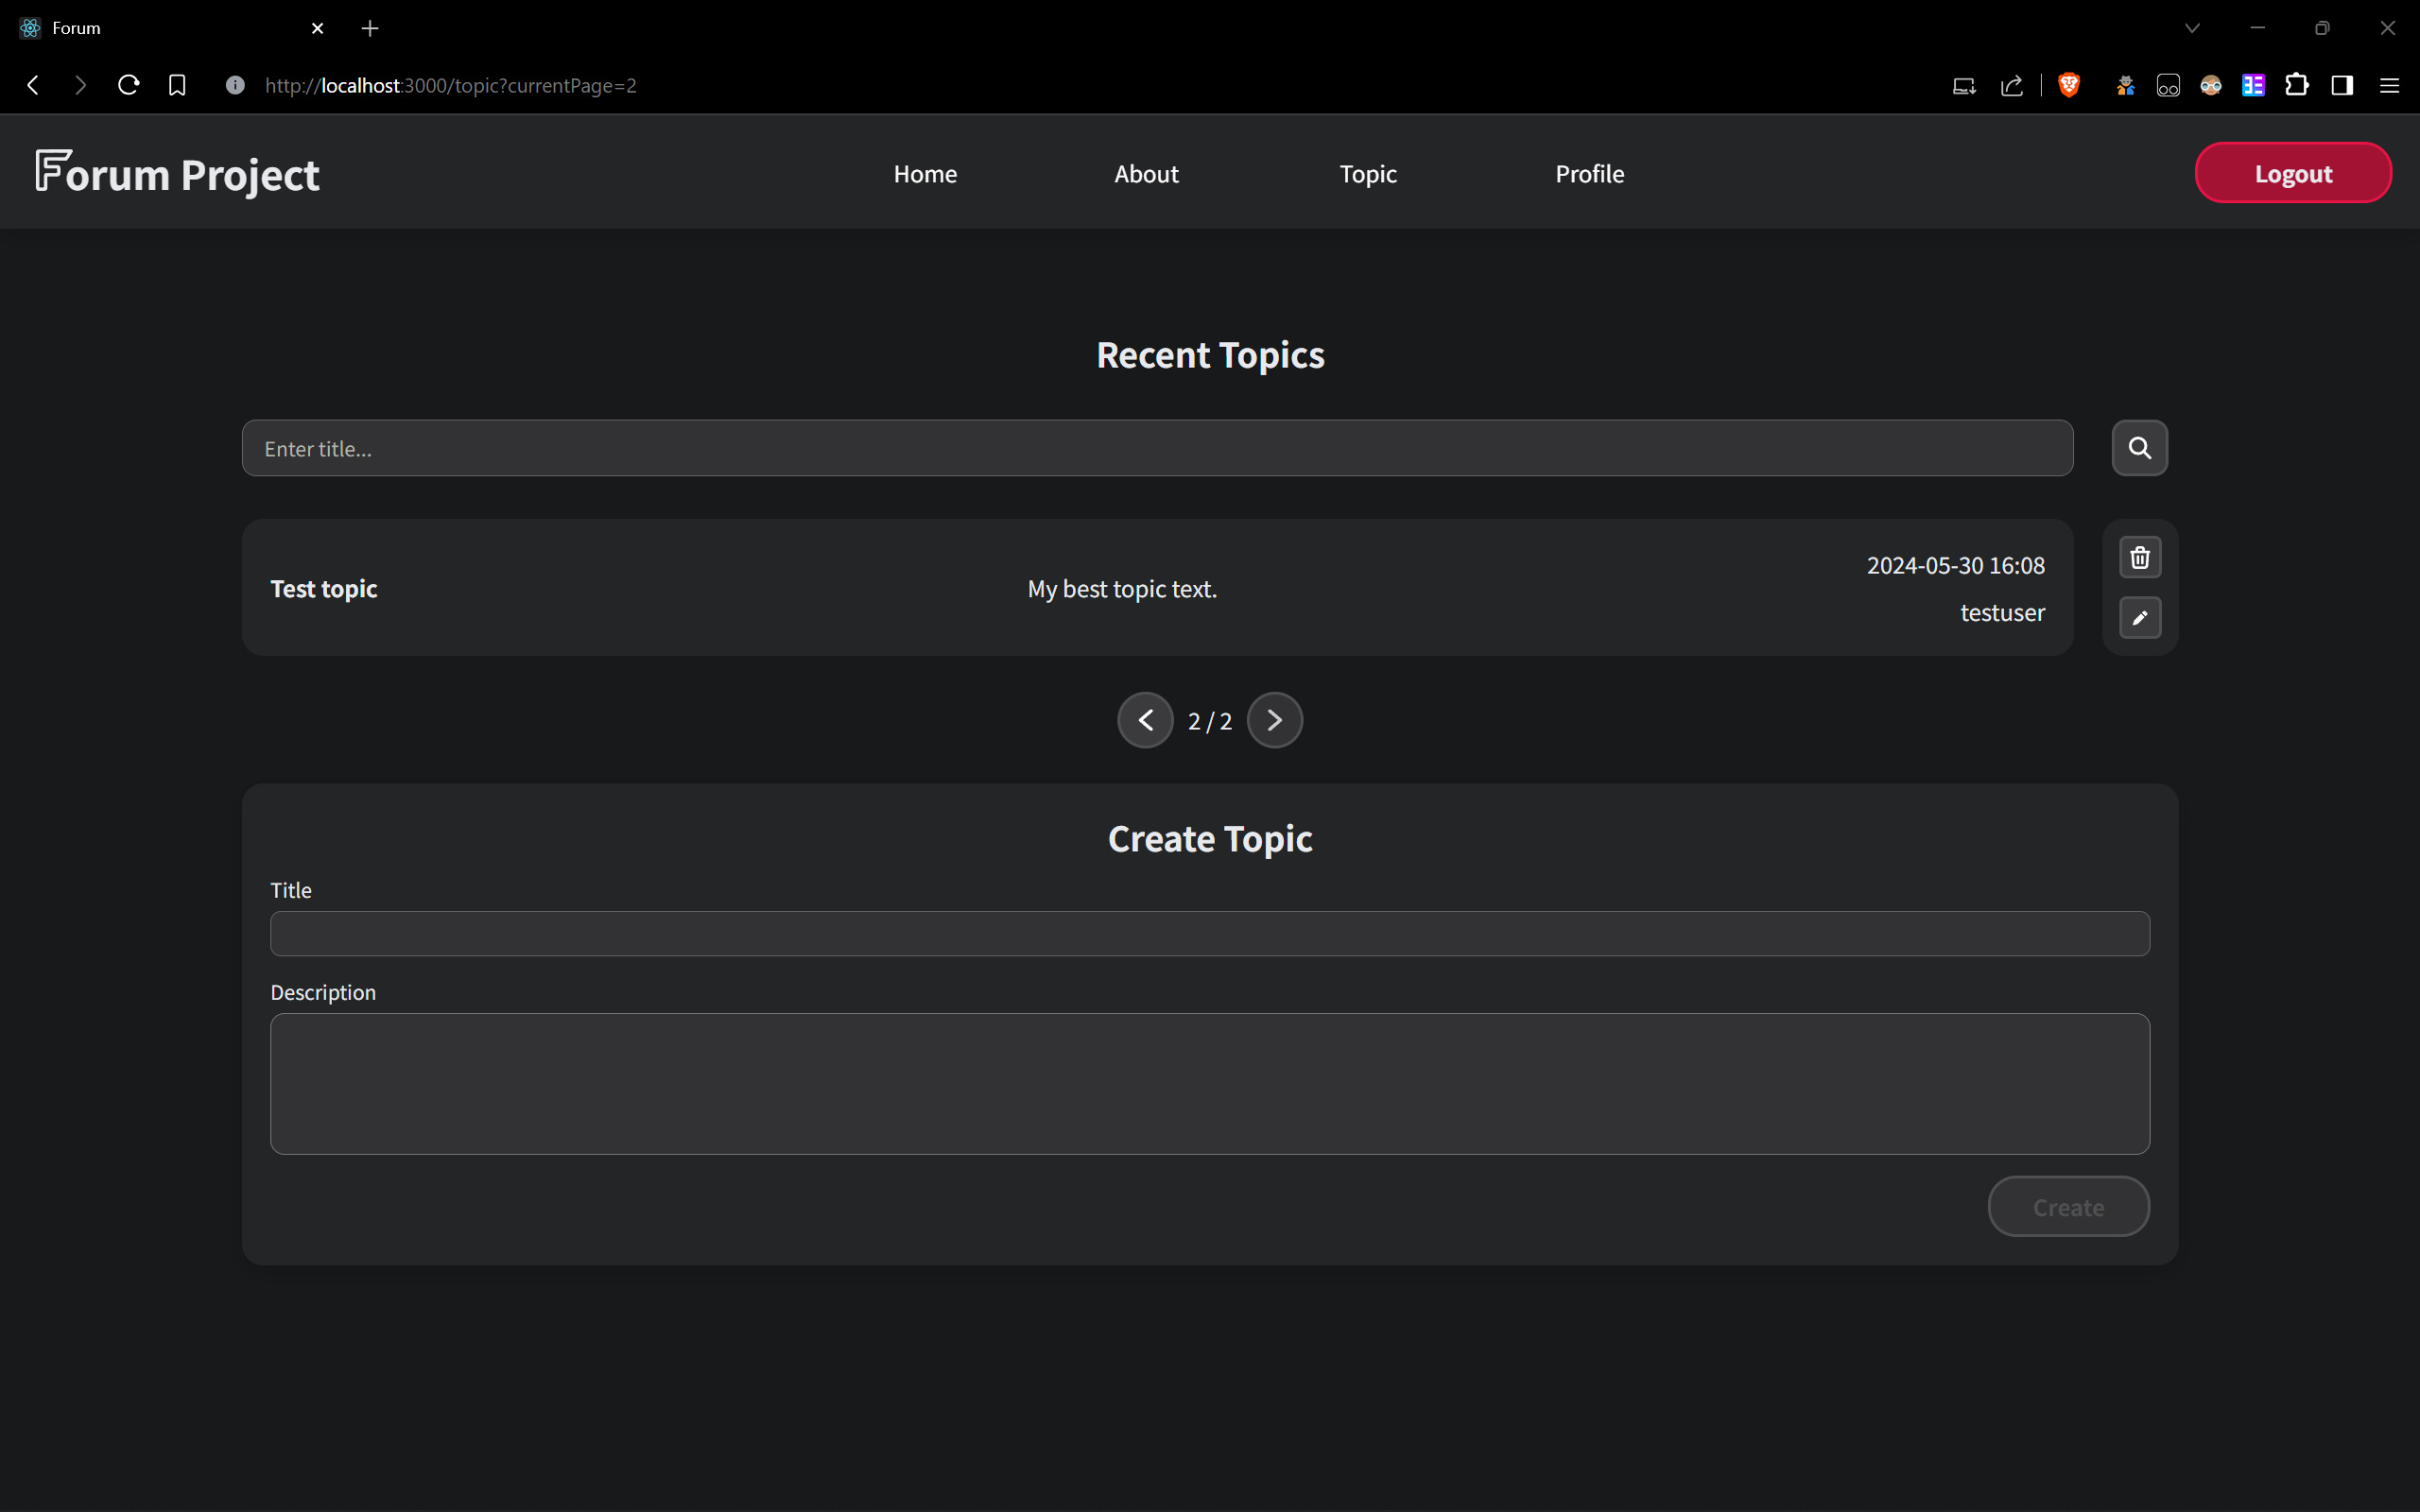 Forum
http://localhost:3000/topic?currentPage=2
Forum Project
Home
About
Topic
Profile
Logout
Recent Topics
Enter title...
Test topic
My best topic text.
2024-05-30 16:08
testuser
2 / 2
Create Topic
Title
Description
Create